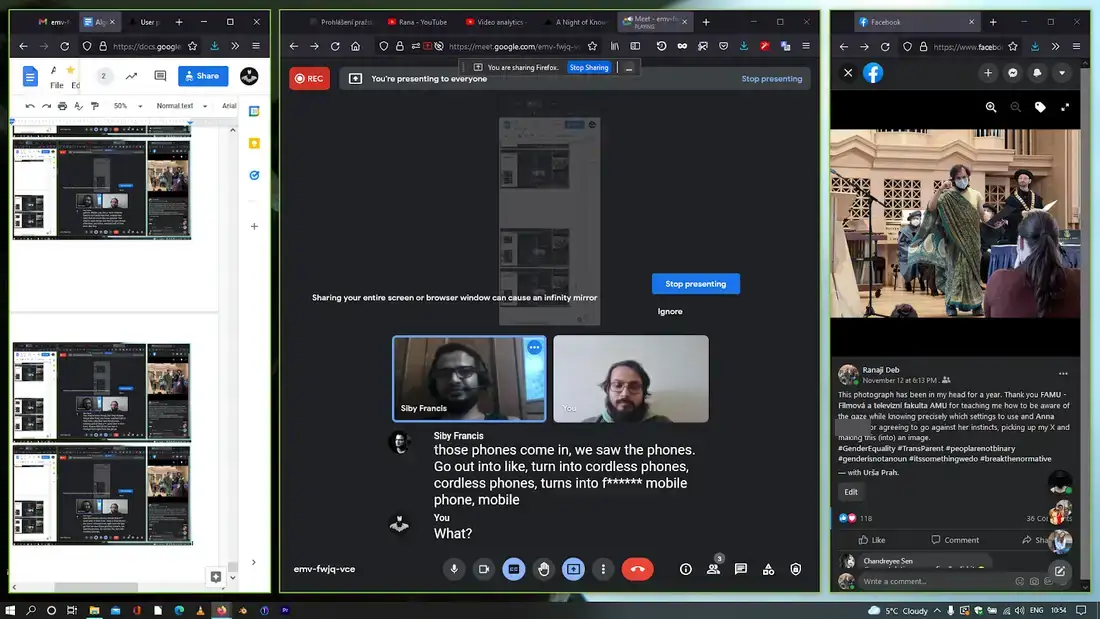 emv-f
Alg
User p
https://docs.google
2
Share
File
Ed
50%
Normal text
Arial
Prohlášení praž
Rana - YouTube
Video analytics -
A Night of Know
Meet - emv-fw
PLAYING
https://meet.google.com/emv-fwjq-v
You are sharing Firefox.
Stop Sharing
REC
You're presenting to everyone
Stop presenting
Sharing your entire screen or browser window can cause an infinity mirror
Stop presenting
Ignore
Siby Francis
You
Siby Francis
those phones come in, we saw the phones.
Go out into like, turn into cordless phones,
cordless phones, turns into f****** mobile
phone, mobile
You
What?
emv-fwjq-vce
3
Facebook
https://www.facebo
Ranaji Deb
November 12 at 6:13 PM
This photograph has been in my head for a year. Thank you FAMU -
Filmová a televizní fakulta AMU for teaching me how to be aware of
the gaze while knowing precisely which settings to use and Anna
or agreeing to go against her instincts, picking up my X and
making this (into) an image.
#GenderEquality #TransParent #peoplearenotbinary
#genderisnotanoun #itssomethingwedo #breakthenormative
— with Urša Prah.
Edit
118
36 Co
Like
Comment
Sha
Chandreyee Sen
Write a comment...
5°C Cloudy
ENG
10:54